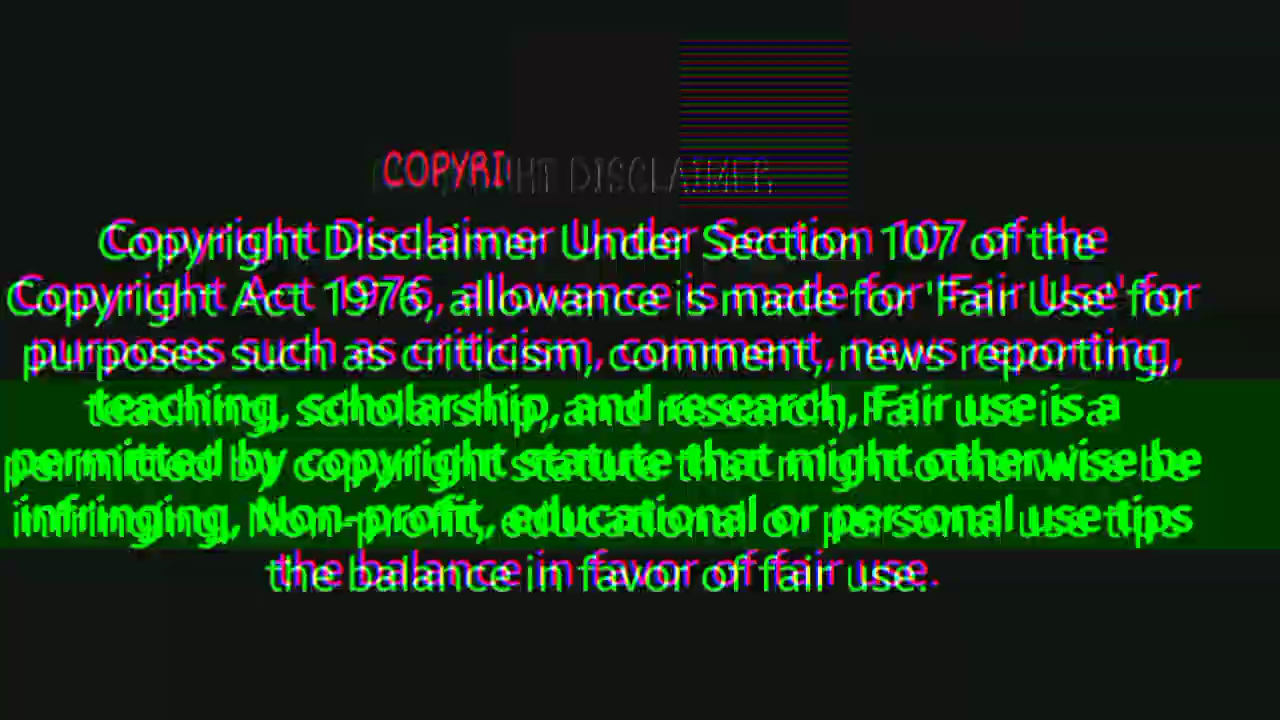 COPYRIGHT DISCLAIMER
Copyright Disclaimer Under Section 107 of the
Copyright Act 1976, allowance is made for 'Fair Use' for
purposes such as criticism, comment, news reporting,
teaching, scholarship, and research, Fair use is a
permitted by copyright statute that might otherwise be
infringing, Non-profit, educational or personal use tips
the balance in favor of fair use.